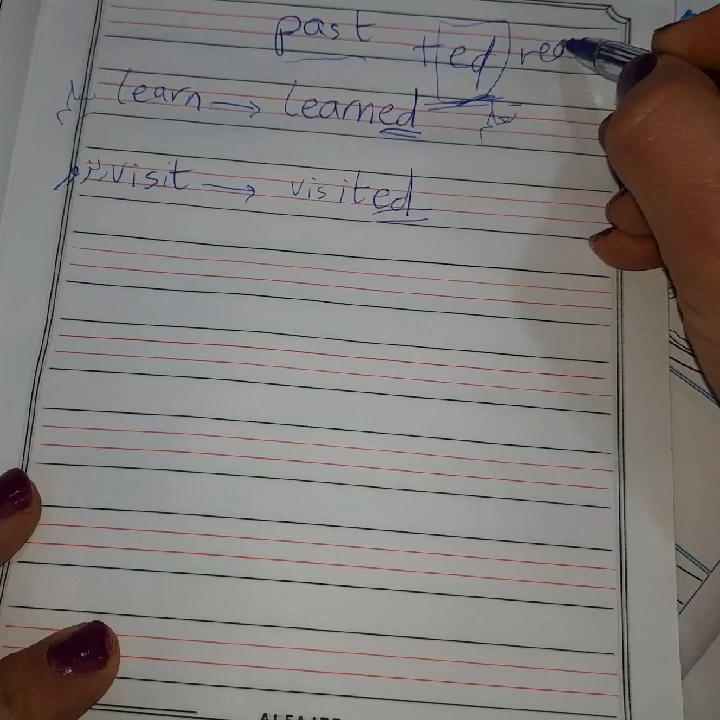 past +ed
learn → learned
visit → visited